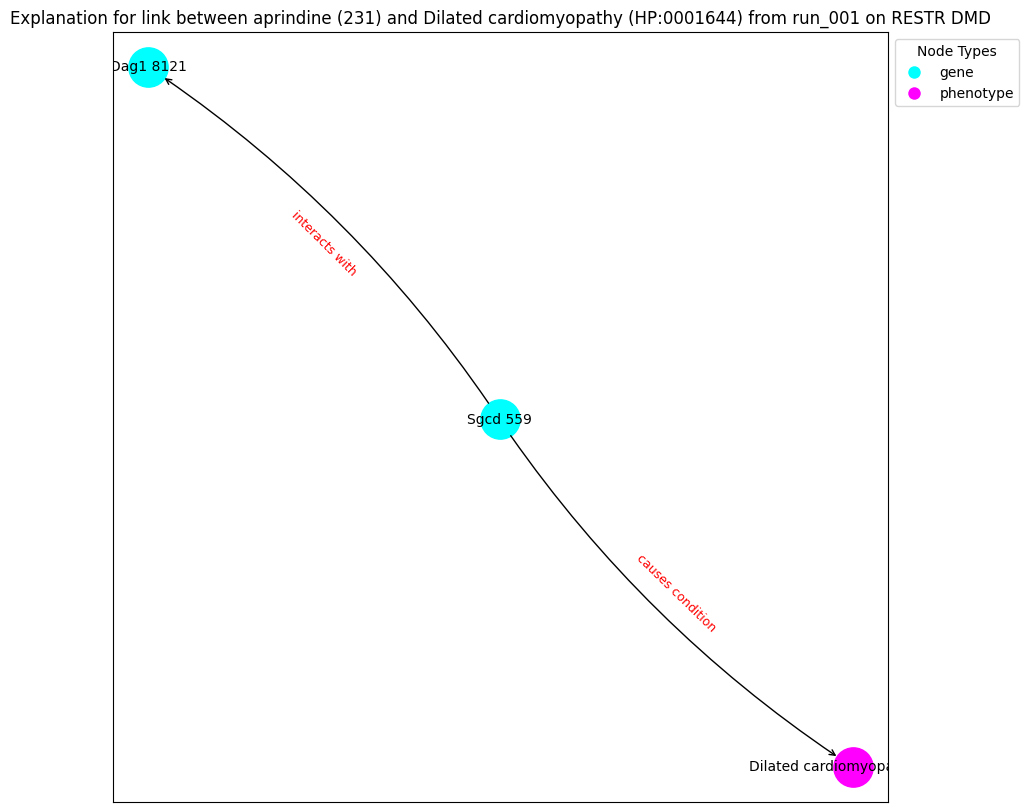 Explanation for link between aprindine (231) and Dilated cardiomyopathy (HP:0001644) from run_001 on RESTR DMD
Node Types
gene
phenotype
Dag1 8121
interacts with
Sgcd 559
causes condition
Dilated cardiomyopa